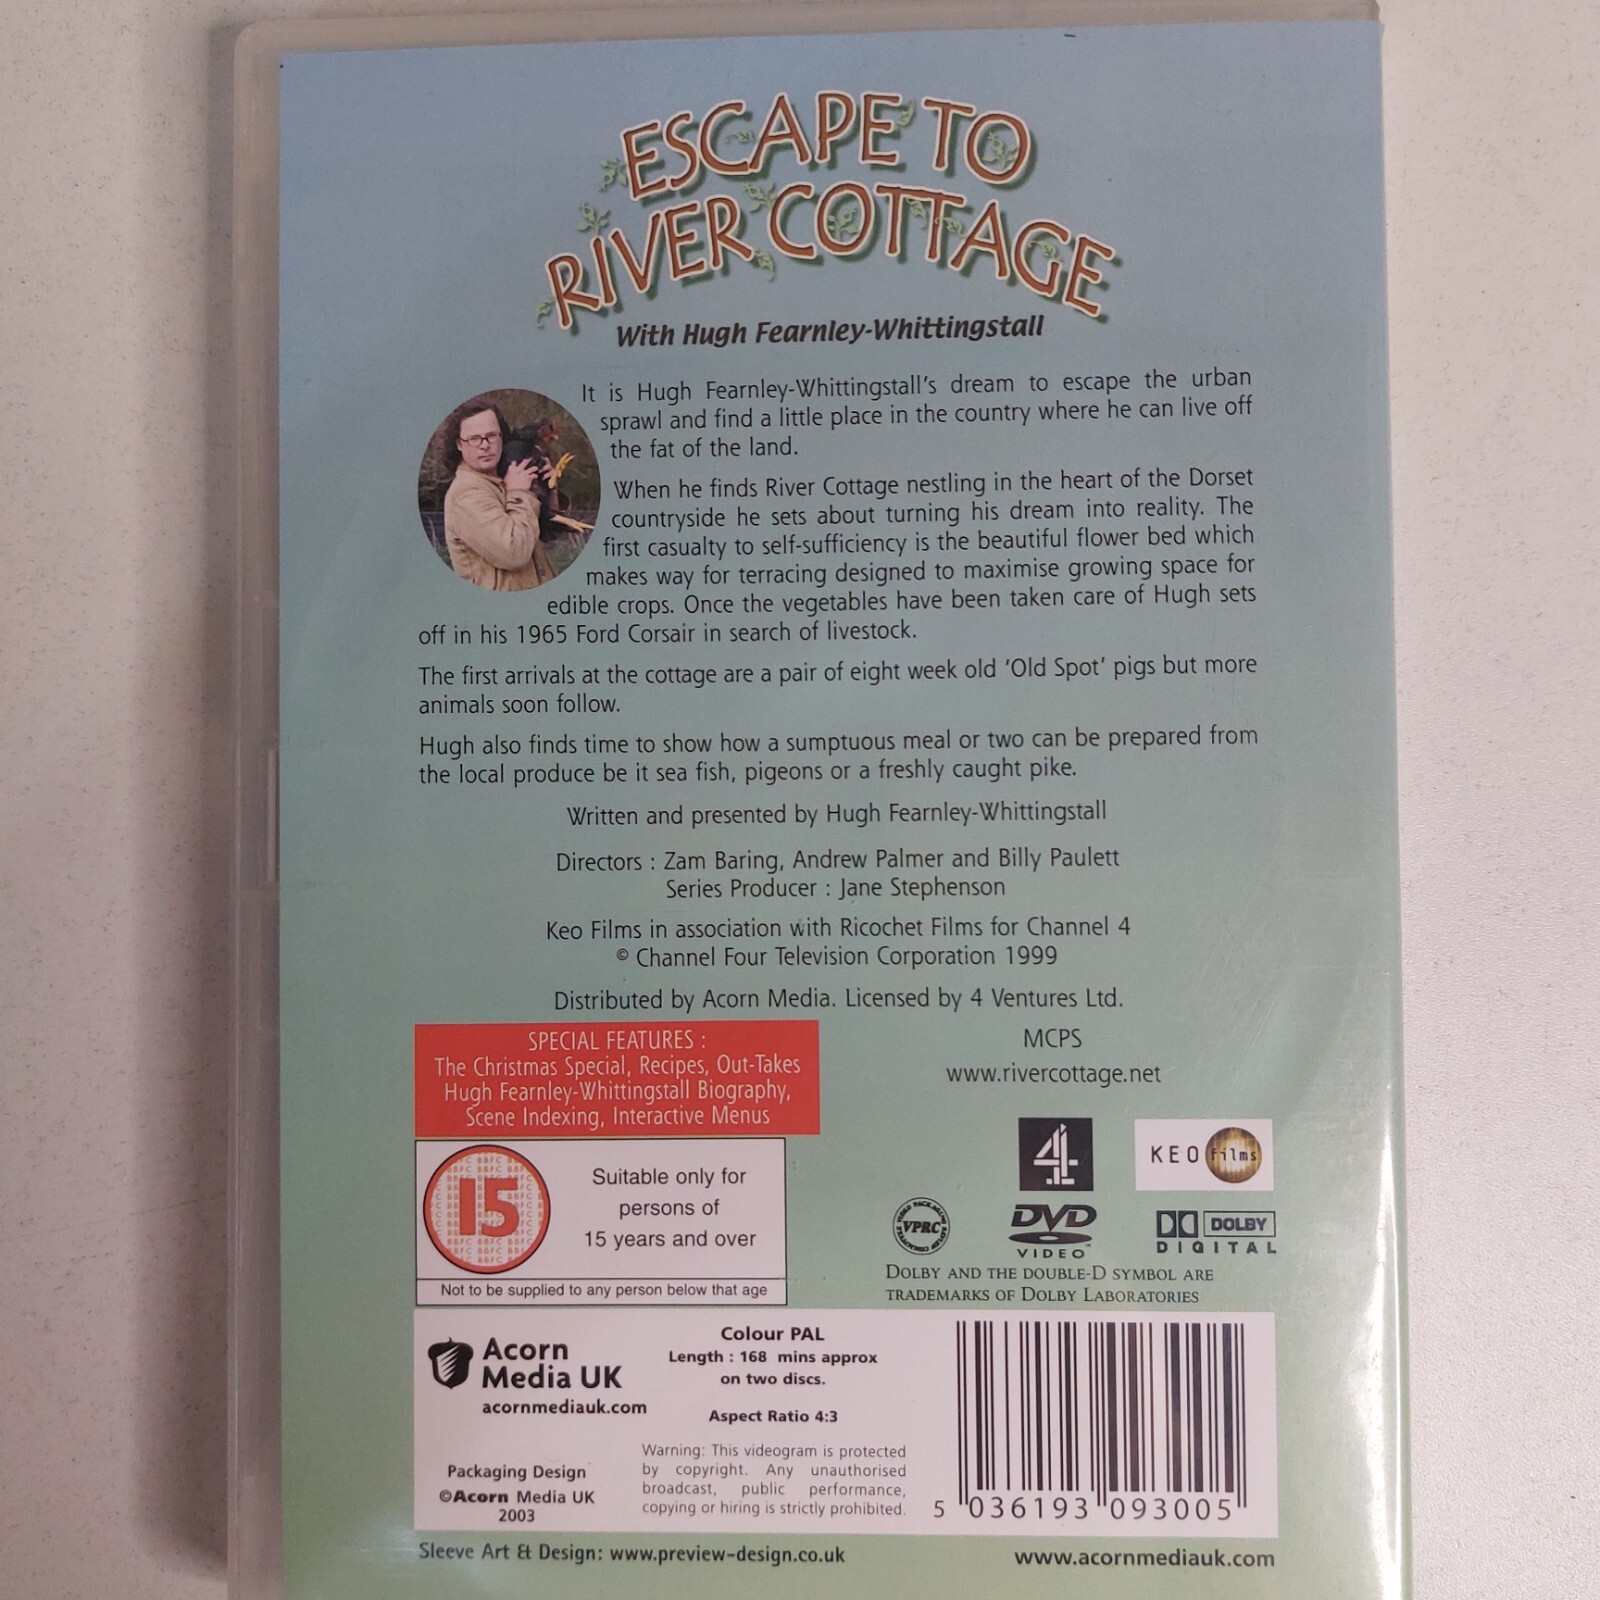 ESCAPE TO
RIVER COTTAGE
With Hugh Fearnley-Whittingstall
It is Hugh Fearnley-Whittingstall's dream to escape the urban
sprawl and find a little place in the country where he can live off
the fat of the land.
When he finds River Cottage nestling in the heart of the Dorset
countryside he sets about turning his dream into reality. The
first casualty to self-sufficiency is the beautiful flower bed which
makes way for terracing designed to maximise growing space for
edible crops. Once the vegetables have been taken care of Hugh sets
off in his 1965 Ford Corsair in search of livestock.
The first arrivals at the cottage are a pair of eight week old 'Old Spot' pigs but more
animals soon follow.
Hugh also finds time to show how a sumptuous meal or two can be prepared from
the local produce be it sea fish, pigeons or a freshly caught pike.
Written and presented by Hugh Fearnley-Whittingstall
Directors : Zam Baring, Andrew Palmer and Billy Paulett
Series Producer : Jane Stephenson
Keo Films in association with Ricochet Films for Channel 4
© Channel Four Television Corporation 1999
Distributed by Acorn Media. Licensed by 4 Ventures Ltd.
SPECIAL FEATURES :
The Christmas Special, Recipes, Out-Takes
Hugh Fearnley-Whittingstall Biography,
Scene Indexing, Interactive Menus
MCPS
www.rivercottage.net
15
Suitable only for
persons of
15 years and over
Not to be supplied to any person below that age
4
KEO films
VPRC
DVD
VIDEO™
DOLBY
DIGITAL
DOLBY AND THE DOUBLE-D SYMBOL ARE
TRADEMARKS OF DOLBY LABORATORIES
Acorn
Media UK
acornmediauk.com
Packaging Design
©Acorn Media UK
2003
Colour PAL
Length : 168 mins approx
on two discs.
Aspect Ratio 4:3
Warning: This videogram is protected
by copyright. Any unauthorised
broadcast, public performance,
copying or hiring is strictly prohibited.
5 036193 093005
Sleeve Art & Design: www.preview-design.co.uk
www.acornmediauk.com